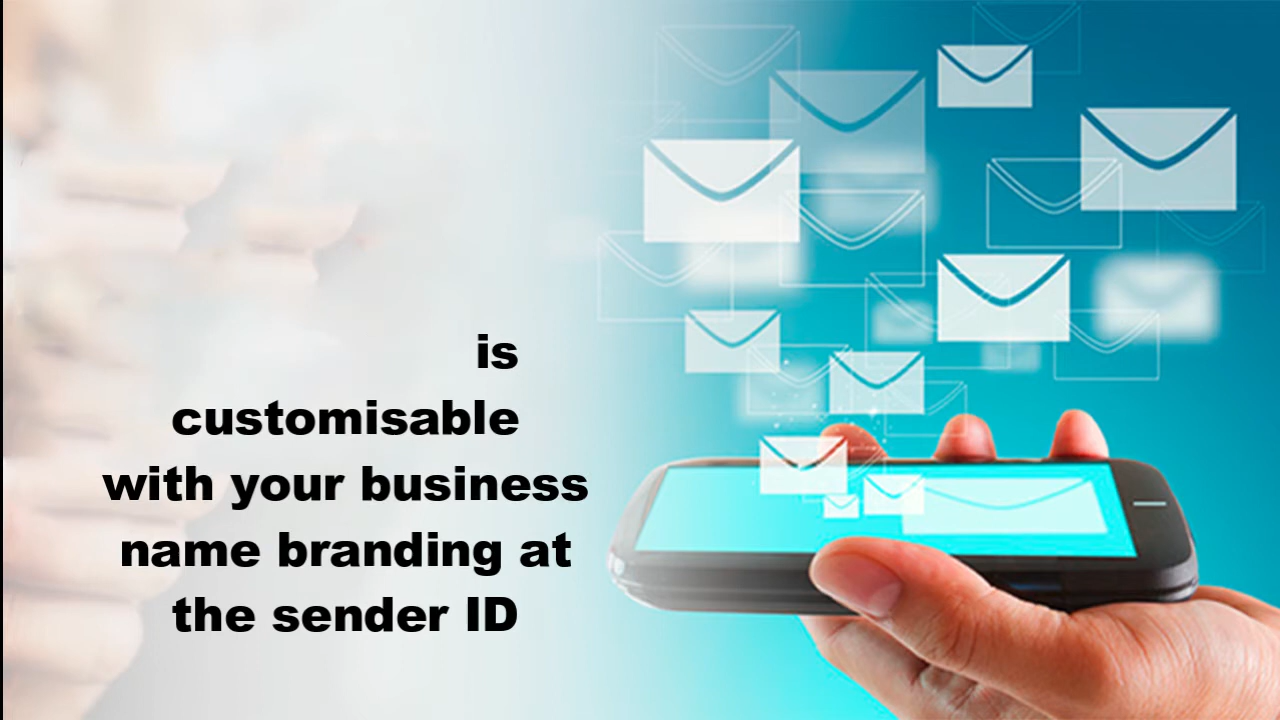 is
customisable
with your business
name branding at
the sender ID